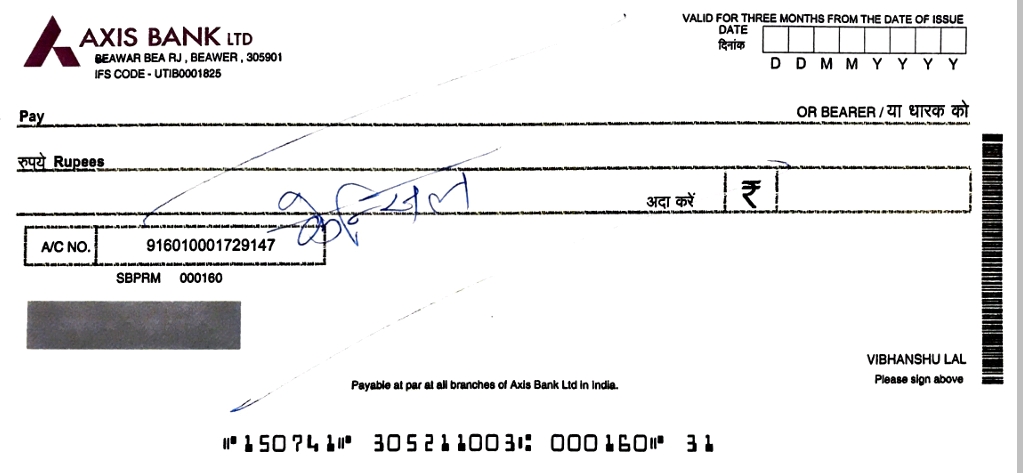 AXIS BANK LTD
BEAWAR BEA RJ , BEAWER , 305901
IFS CODE - UTIB0001825
VALID FOR THREE MONTHS FROM THE DATE OF ISSUE
DATE
दिनांक
D D M M Y Y Y Y
Pay OR BEARER / या धारक को
रुपये Rupees
अदा करें ₹
A/C NO. 916010001729147
SBPRM 000160
VIBHANSHU LAL
Please sign above
Payable at par at all branches of Axis Bank Ltd in India.
⑈150741⑈ 305211003⑆ 000160⑈ 31